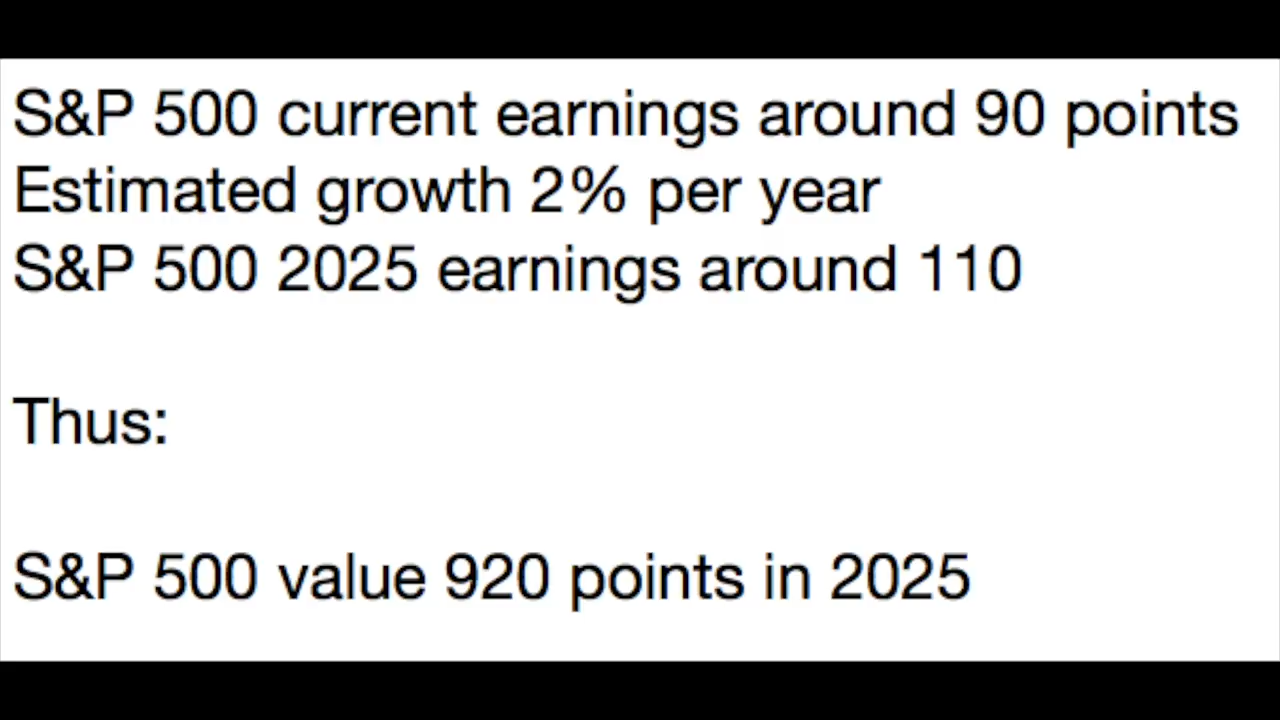 S&P 500 current earnings around 90 points
Estimated growth 2% per year
S&P 500 2025 earnings around 110
Thus:
S&P 500 value 920 points in 2025